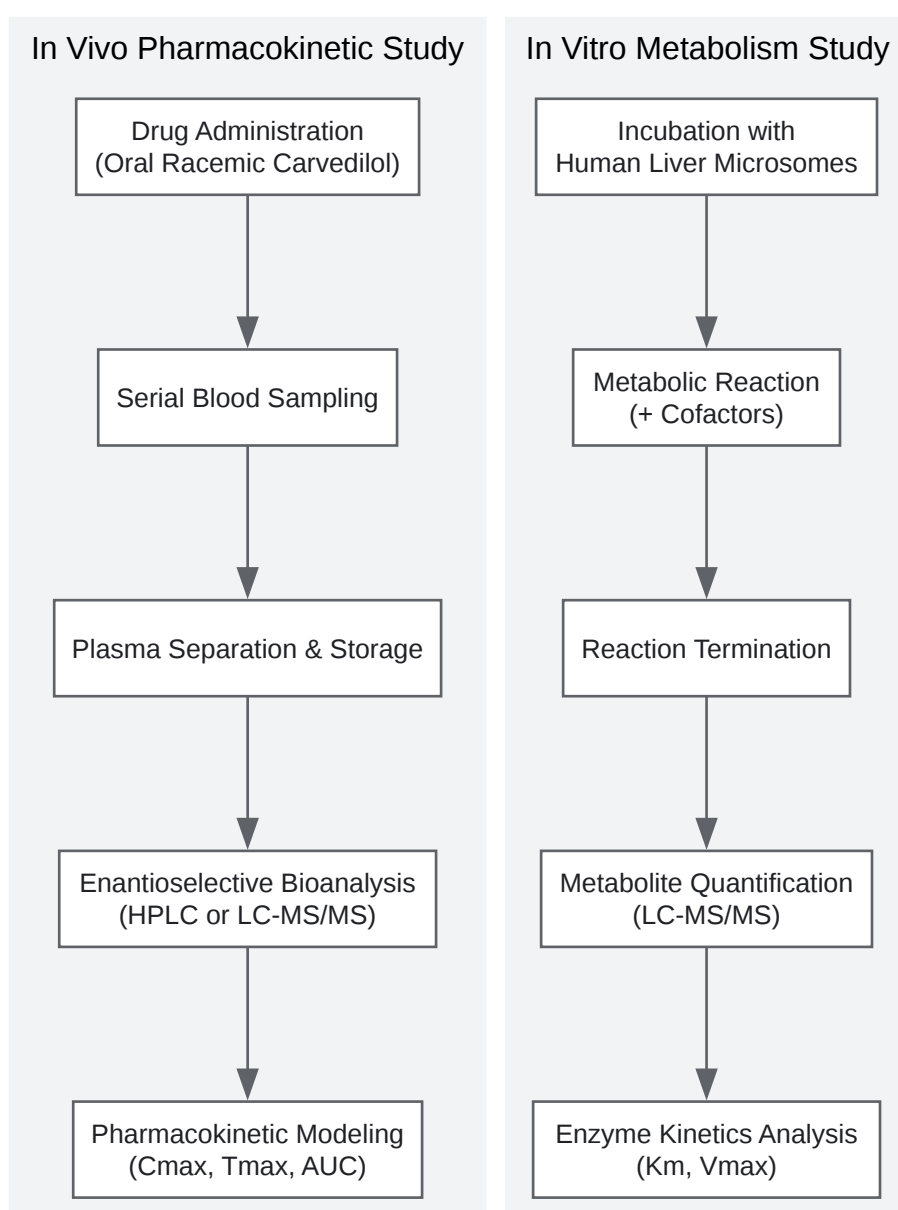 In Vivo Pharmacokinetic Study
Drug Administration
(Oral Racemic Carvedilol)
Serial Blood Sampling
Plasma Separation & Storage
Enantioselective Bioanalysis
(HPLC or LC-MS/MS)
Pharmacokinetic Modeling
(Cmax, Tmax, AUC)
In Vitro Metabolism Study
Incubation with
Human Liver Microsomes
Metabolic Reaction
(+ Cofactors)
Reaction Termination
Metabolite Quantification
(LC-MS/MS)
Enzyme Kinetics Analysis
(Km, Vmax)